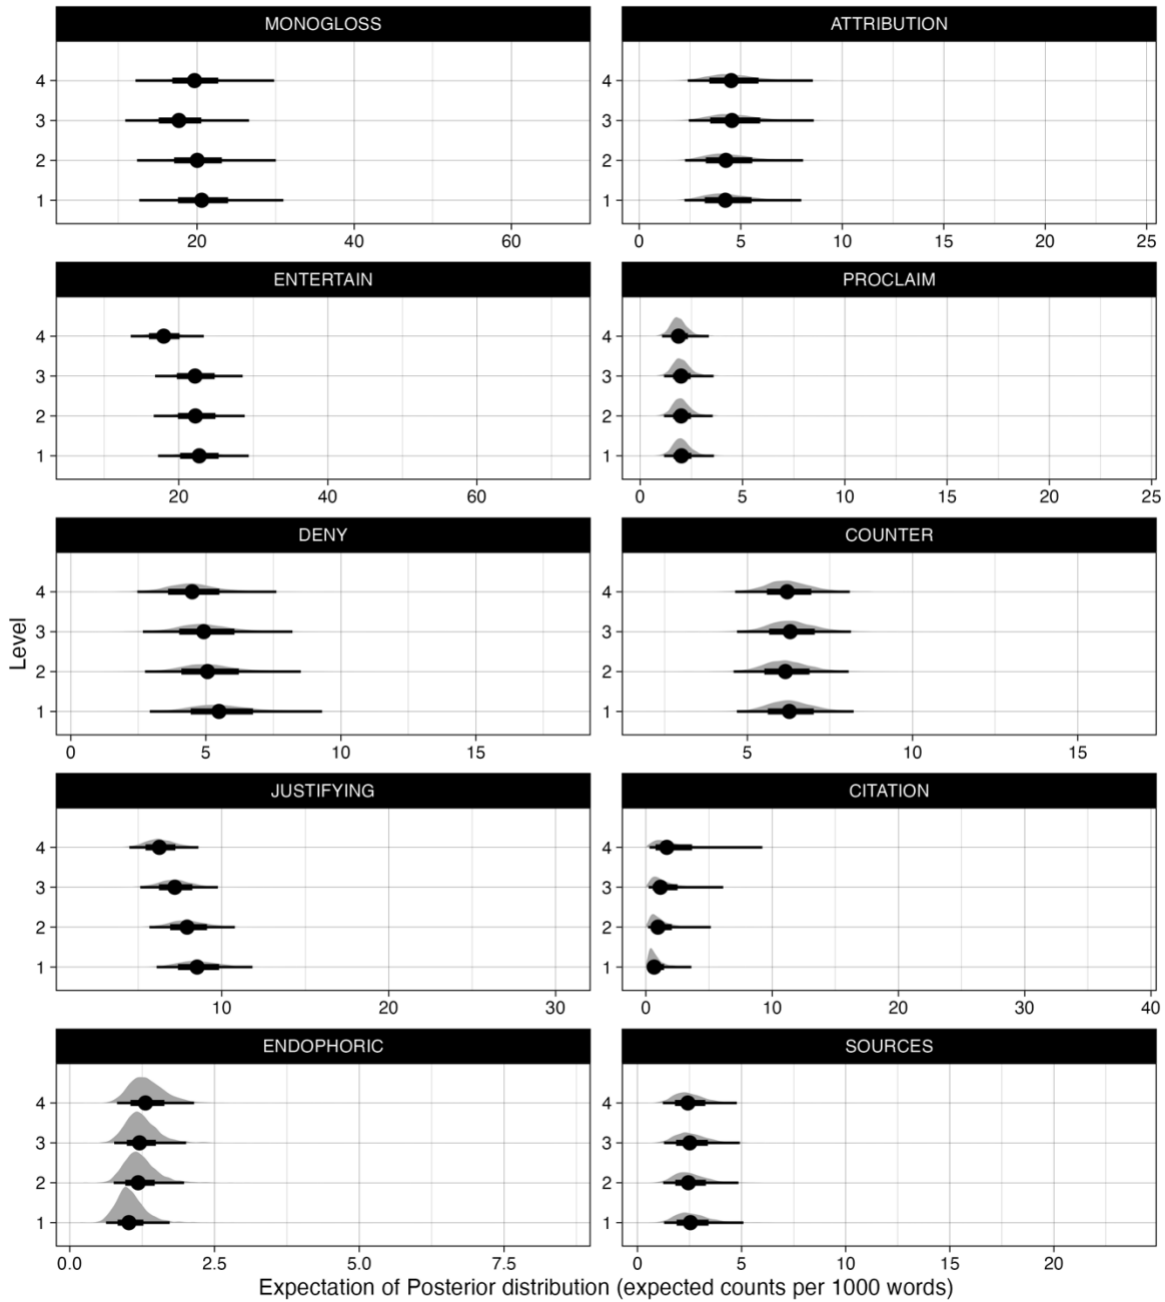 MONOGLOSS
ATTRIBUTION
4
3
2
1
20 40 60
4
3
2
1
0 5 10 15 20 25
ENTERTAIN
PROCLAIM
4
3
2
1
20 40 60
4
3
2
1
0 5 10 15 20 25
DENY
COUNTER
Level
4
3
2
1
0 5 10 15
4
3
2
1
5 10 15
JUSTIFYING
CITATION
4
3
2
1
10 20 30
4
3
2
1
0 10 20 30 40
ENDOPHORIC
SOURCES
4
3
2
1
0.0 2.5 5.0 7.5
4
3
2
1
0 5 10 15 20
Expectation of Posterior distribution (expected counts per 1000 words)